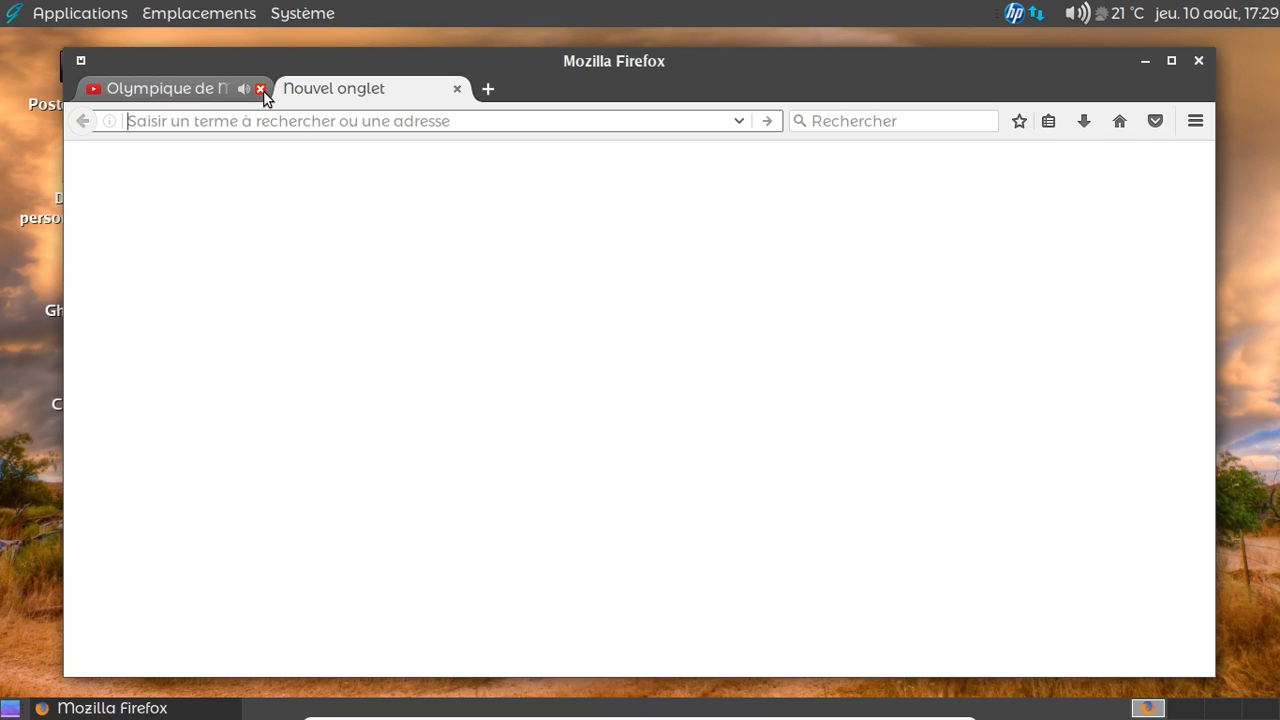 Applications Emplacements Système
hp
21 °C jeu. 10 août, 17:29
Mozilla Firefox
Olympique de
Nouvel onglet
Saisir un terme à rechercher ou une adresse
Rechercher
Mozilla Firefox